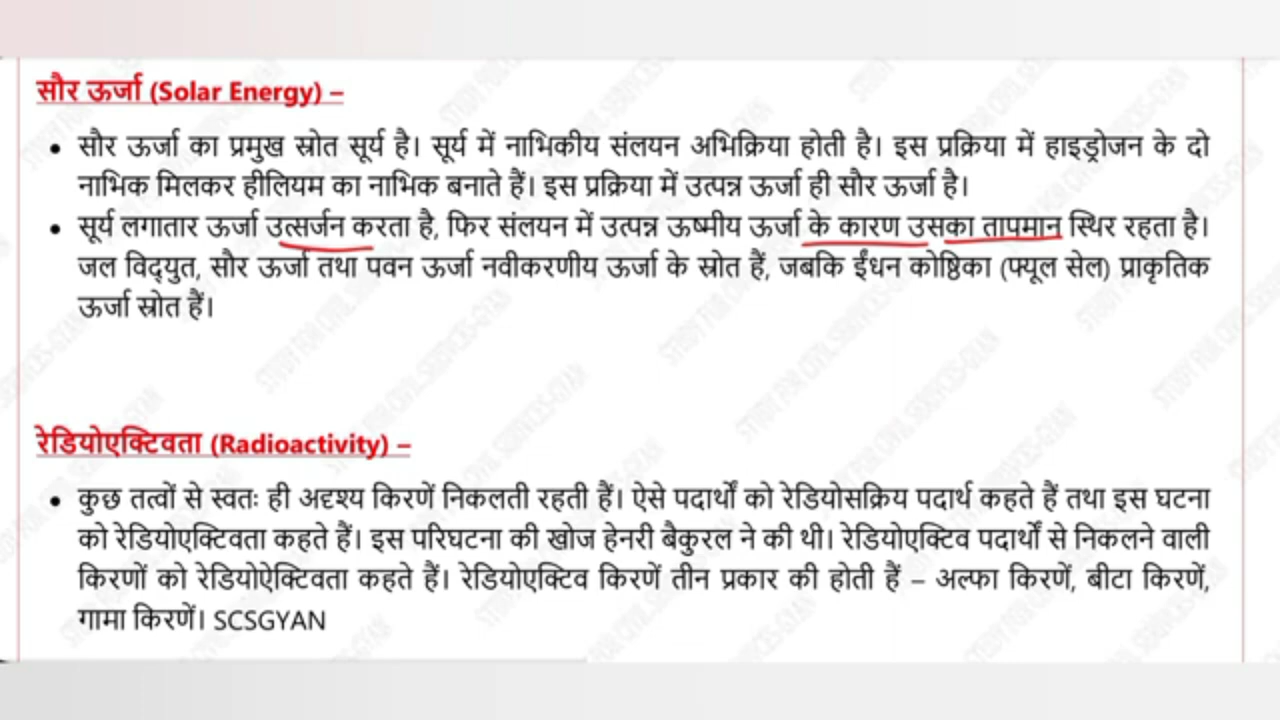 सौर ऊर्जा (Solar Energy) –
• सौर ऊर्जा का प्रमुख स्रोत सूर्य है। सूर्य में नाभिकीय संलयन अभिक्रिया होती है। इस प्रक्रिया में हाइड्रोजन के दो
नाभिक मिलकर हीलियम का नाभिक बनाते हैं। इस प्रक्रिया में उत्पन्न ऊर्जा ही सौर ऊर्जा है।
• सूर्य लगातार ऊर्जा उत्सर्जन करता है, फिर संलयन में उत्पन्न ऊष्मीय ऊर्जा के कारण उसका तापमान स्थिर रहता है।
जल विद्युत, सौर ऊर्जा तथा पवन ऊर्जा नवीकरणीय ऊर्जा के स्रोत हैं, जबकि ईंधन कोष्ठिका (फ्यूल सेल) प्राकृतिक
ऊर्जा स्रोत हैं।
रेडियोएक्टिवता (Radioactivity) –
• कुछ तत्वों से स्वतः ही अदृश्य किरणें निकलती रहती हैं। ऐसे पदार्थों को रेडियोसक्रिय पदार्थ कहते हैं तथा इस घटना
को रेडियोएक्टिवता कहते हैं। इस परिघटना की खोज हेनरी बैकुरल ने की थी। रेडियोएक्टिव पदार्थों से निकलने वाली
किरणों को रेडियोऐक्टिवता कहते हैं। रेडियोएक्टिव किरणें तीन प्रकार की होती हैं – अल्फा किरणें, बीटा किरणें,
गामा किरणें। SCSGYAN